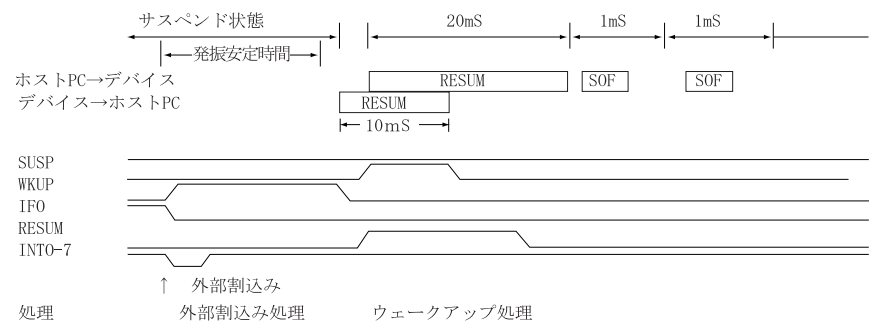 サスペンド状態 20mS 1mS 1mS
発振安定時間
ホストPC→デバイス RESUM SOF SOF
デバイス→ホストPC RESUM
10mS
SUSP
WKUP
IFO
RESUM
INTO-7
↑ 外部割込み
処理 外部割込み処理 ウェークアップ処理